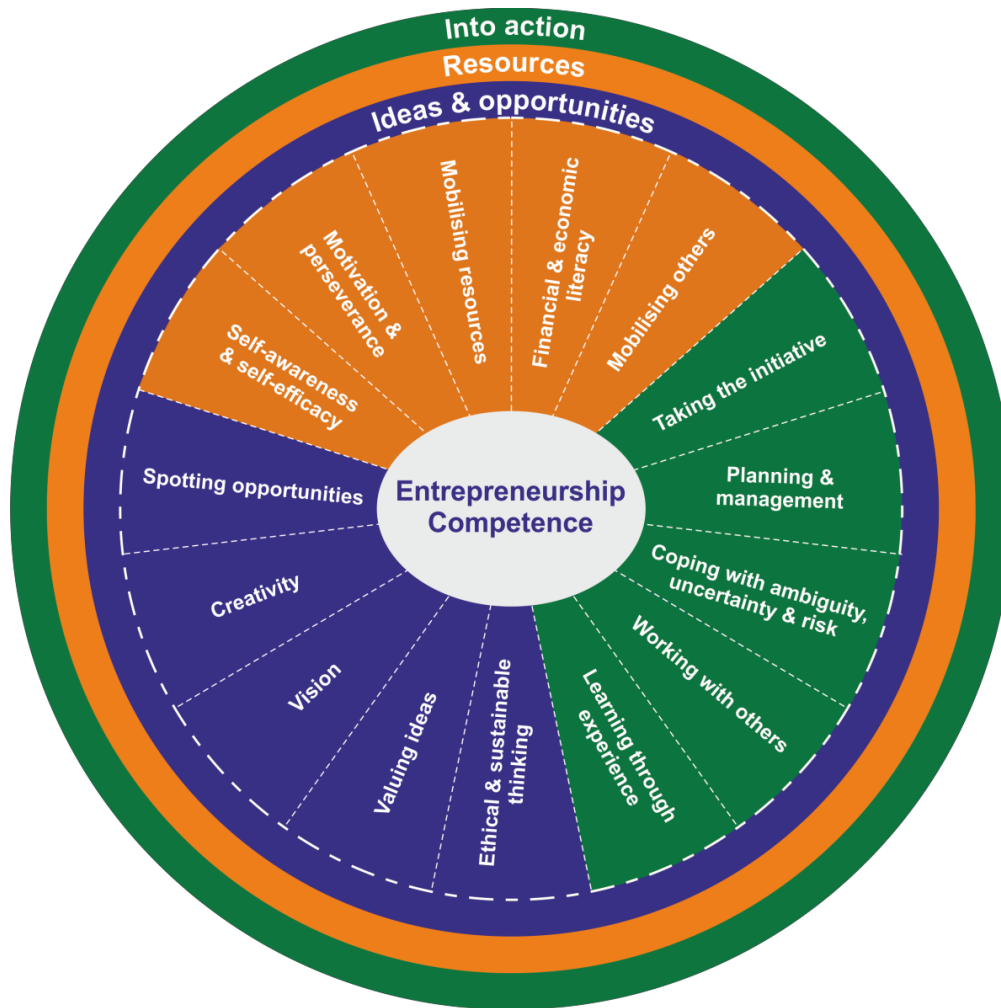 Into action
Resources
Ideas & opportunities
Self-awareness
& self-efficacy
Motivation &
perseverance
Mobilising resources
Financial & economic
literacy
Mobilising others
Taking the initiative
Planning &
management
Coping with ambiguity,
uncertainty & risk
Working with others
Learning through
experience
Ethical & sustainable
thinking
Valuing ideas
Vision
Creativity
Spotting opportunities
Entrepreneurship
Competence